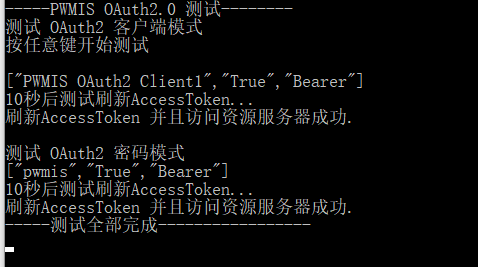 -----PWMIS OAuth2.0 测试--------
测试 OAuth2 客户端模式
按任意键开始测试
["PWMIS OAuth2 Client1","True","Bearer"]
10秒后测试刷新AccessToken...
刷新AccessToken 并且访问资源服务器成功.
测试 OAuth2 密码模式
["pwmis","True","Bearer"]
10秒后测试刷新AccessToken...
刷新AccessToken 并且访问资源服务器成功.
-----测试全部完成-----------------